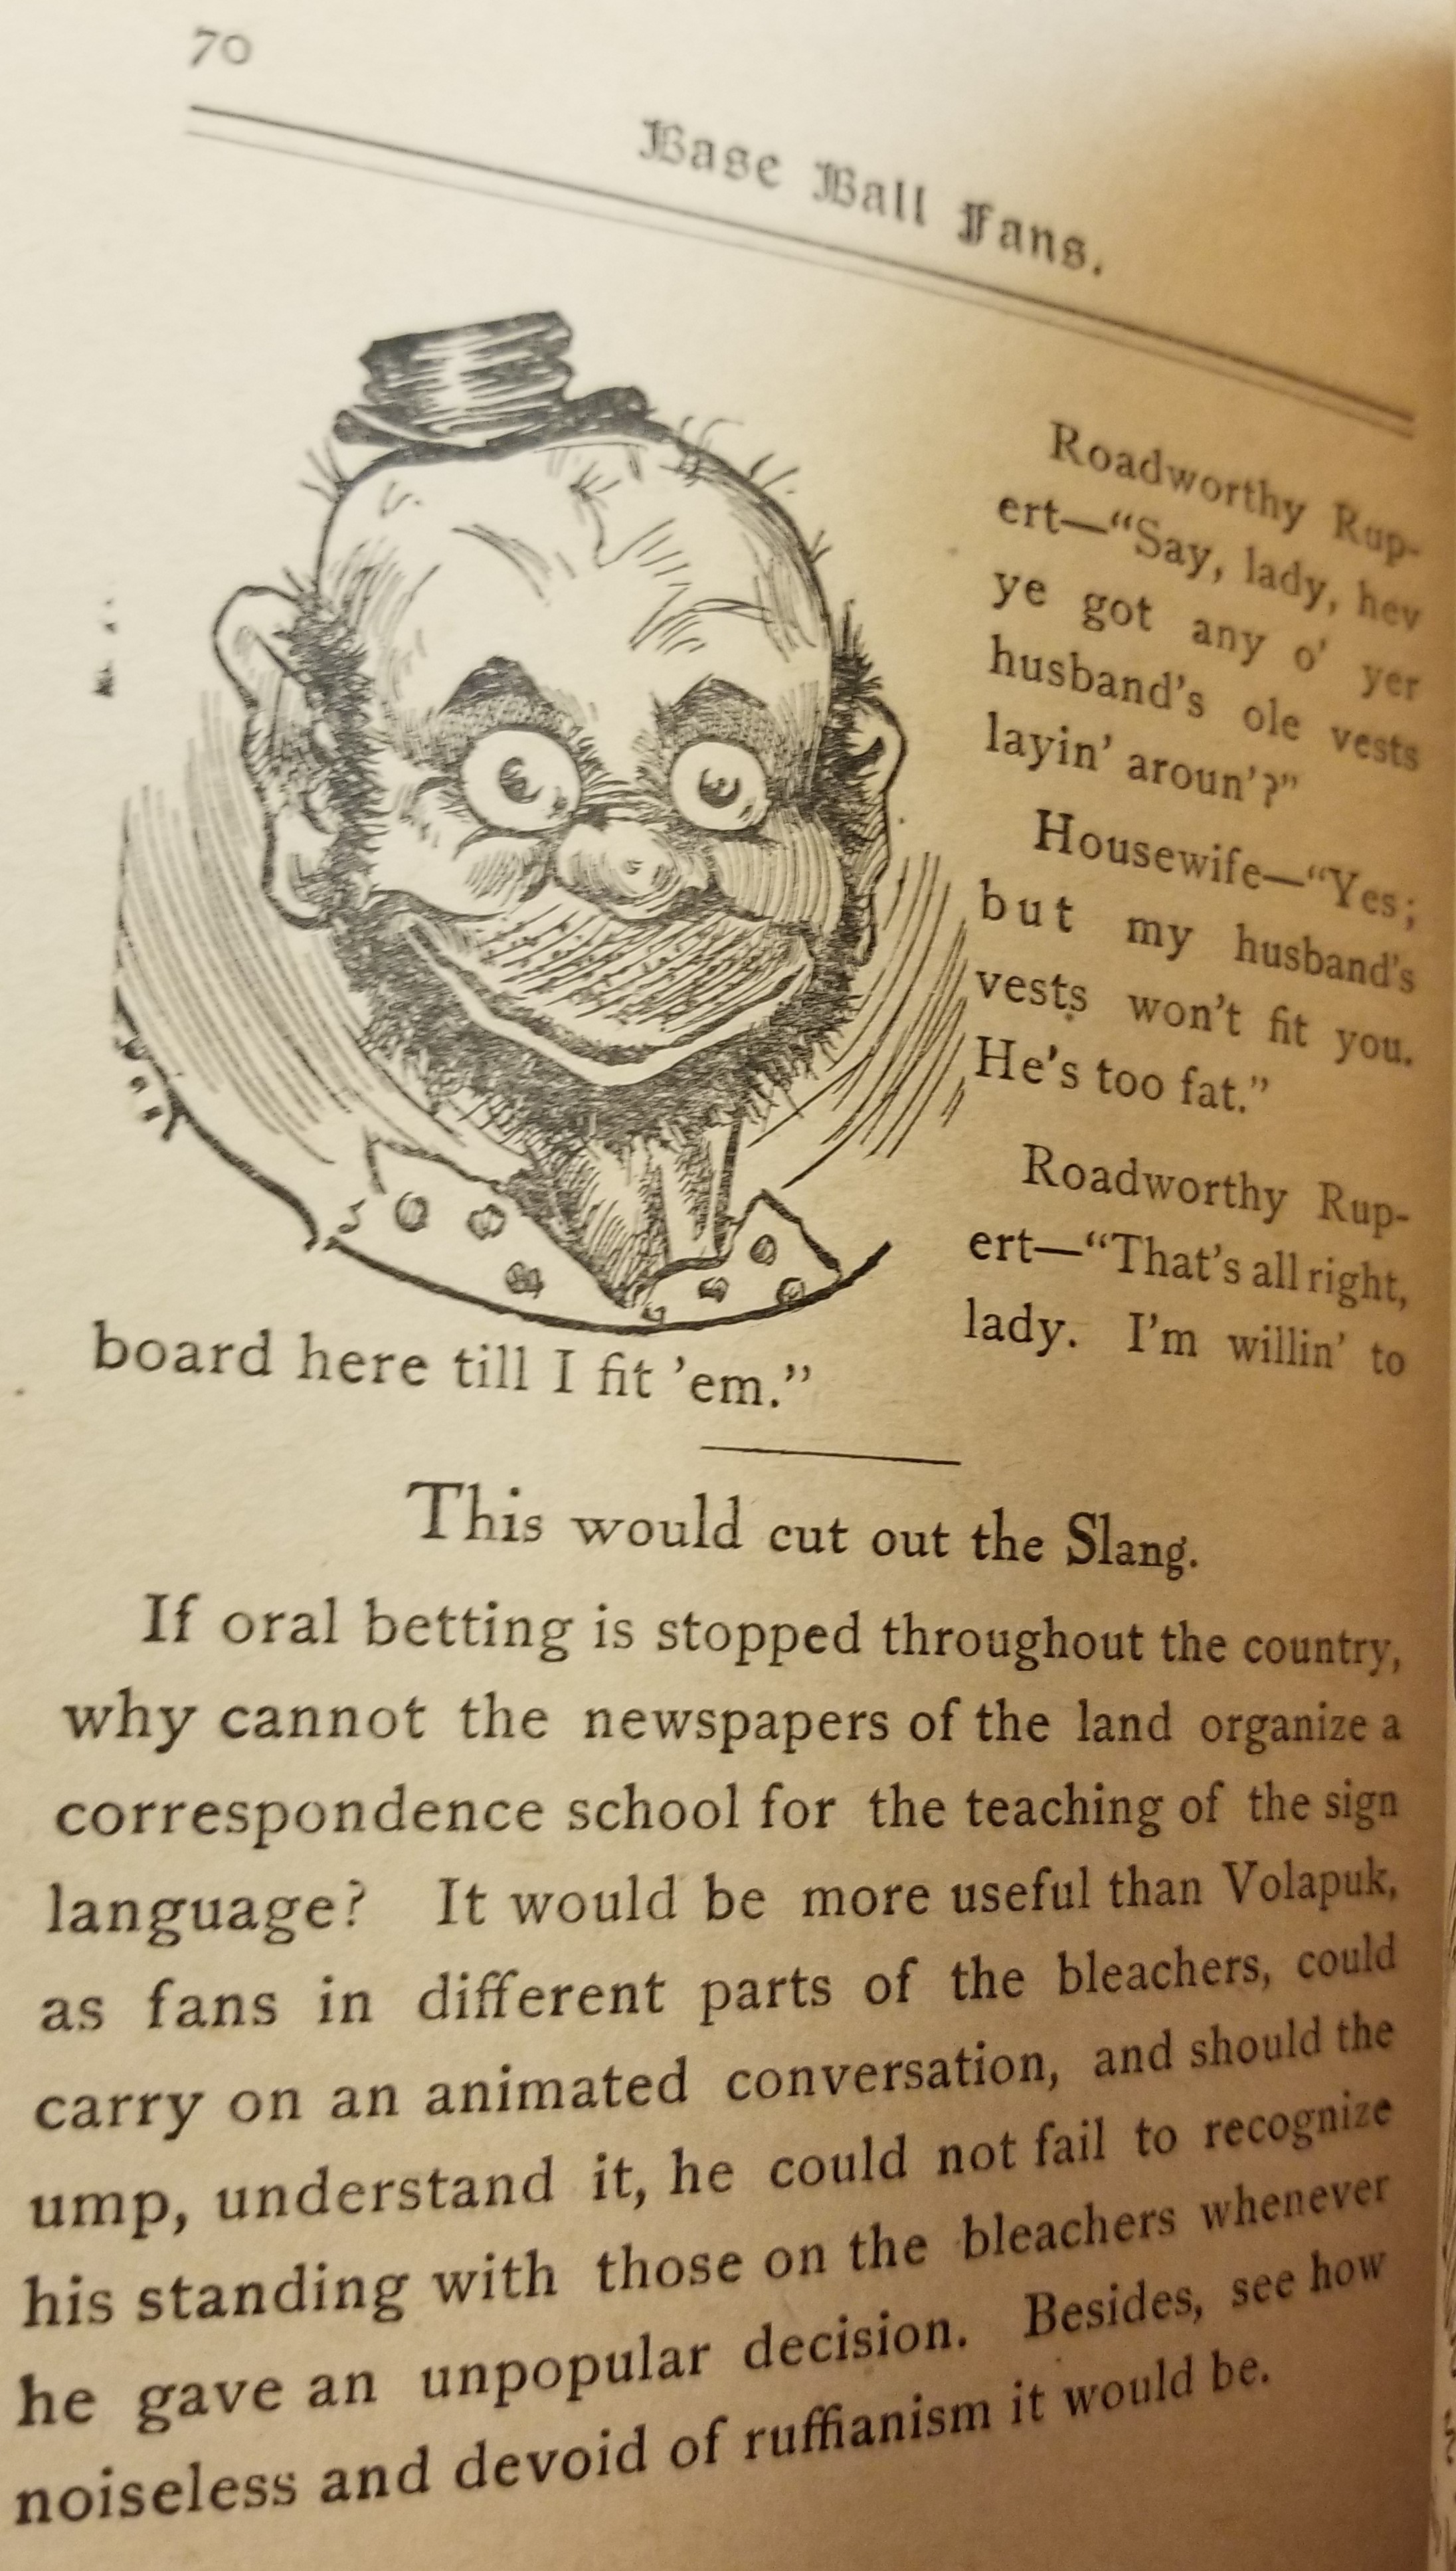 70
Base Ball Fans.
Roadworthy Rup-
ert—“Say, lady, hev
ye got any o’ yer
husband’s ole vests
layin’ aroun’?”
Housewife—“Yes;
but my husband’s
vests won’t fit you.
He’s too fat.”
Roadworthy Rup-
ert—“That’s all right,
lady. I’m willin’ to
board here till I fit ’em.”
This would cut out the Slang.
If oral betting is stopped throughout the country,
why cannot the newspapers of the land organize a
correspondence school for the teaching of the sign
language? It would be more useful than Volapuk,
as fans in different parts of the bleachers, could
carry on an animated conversation, and should the
ump, understand it, he could not fail to recognize
his standing with those on the bleachers whenever
he gave an unpopular decision. Besides, see how
noiseless and devoid of ruffianism it would be.